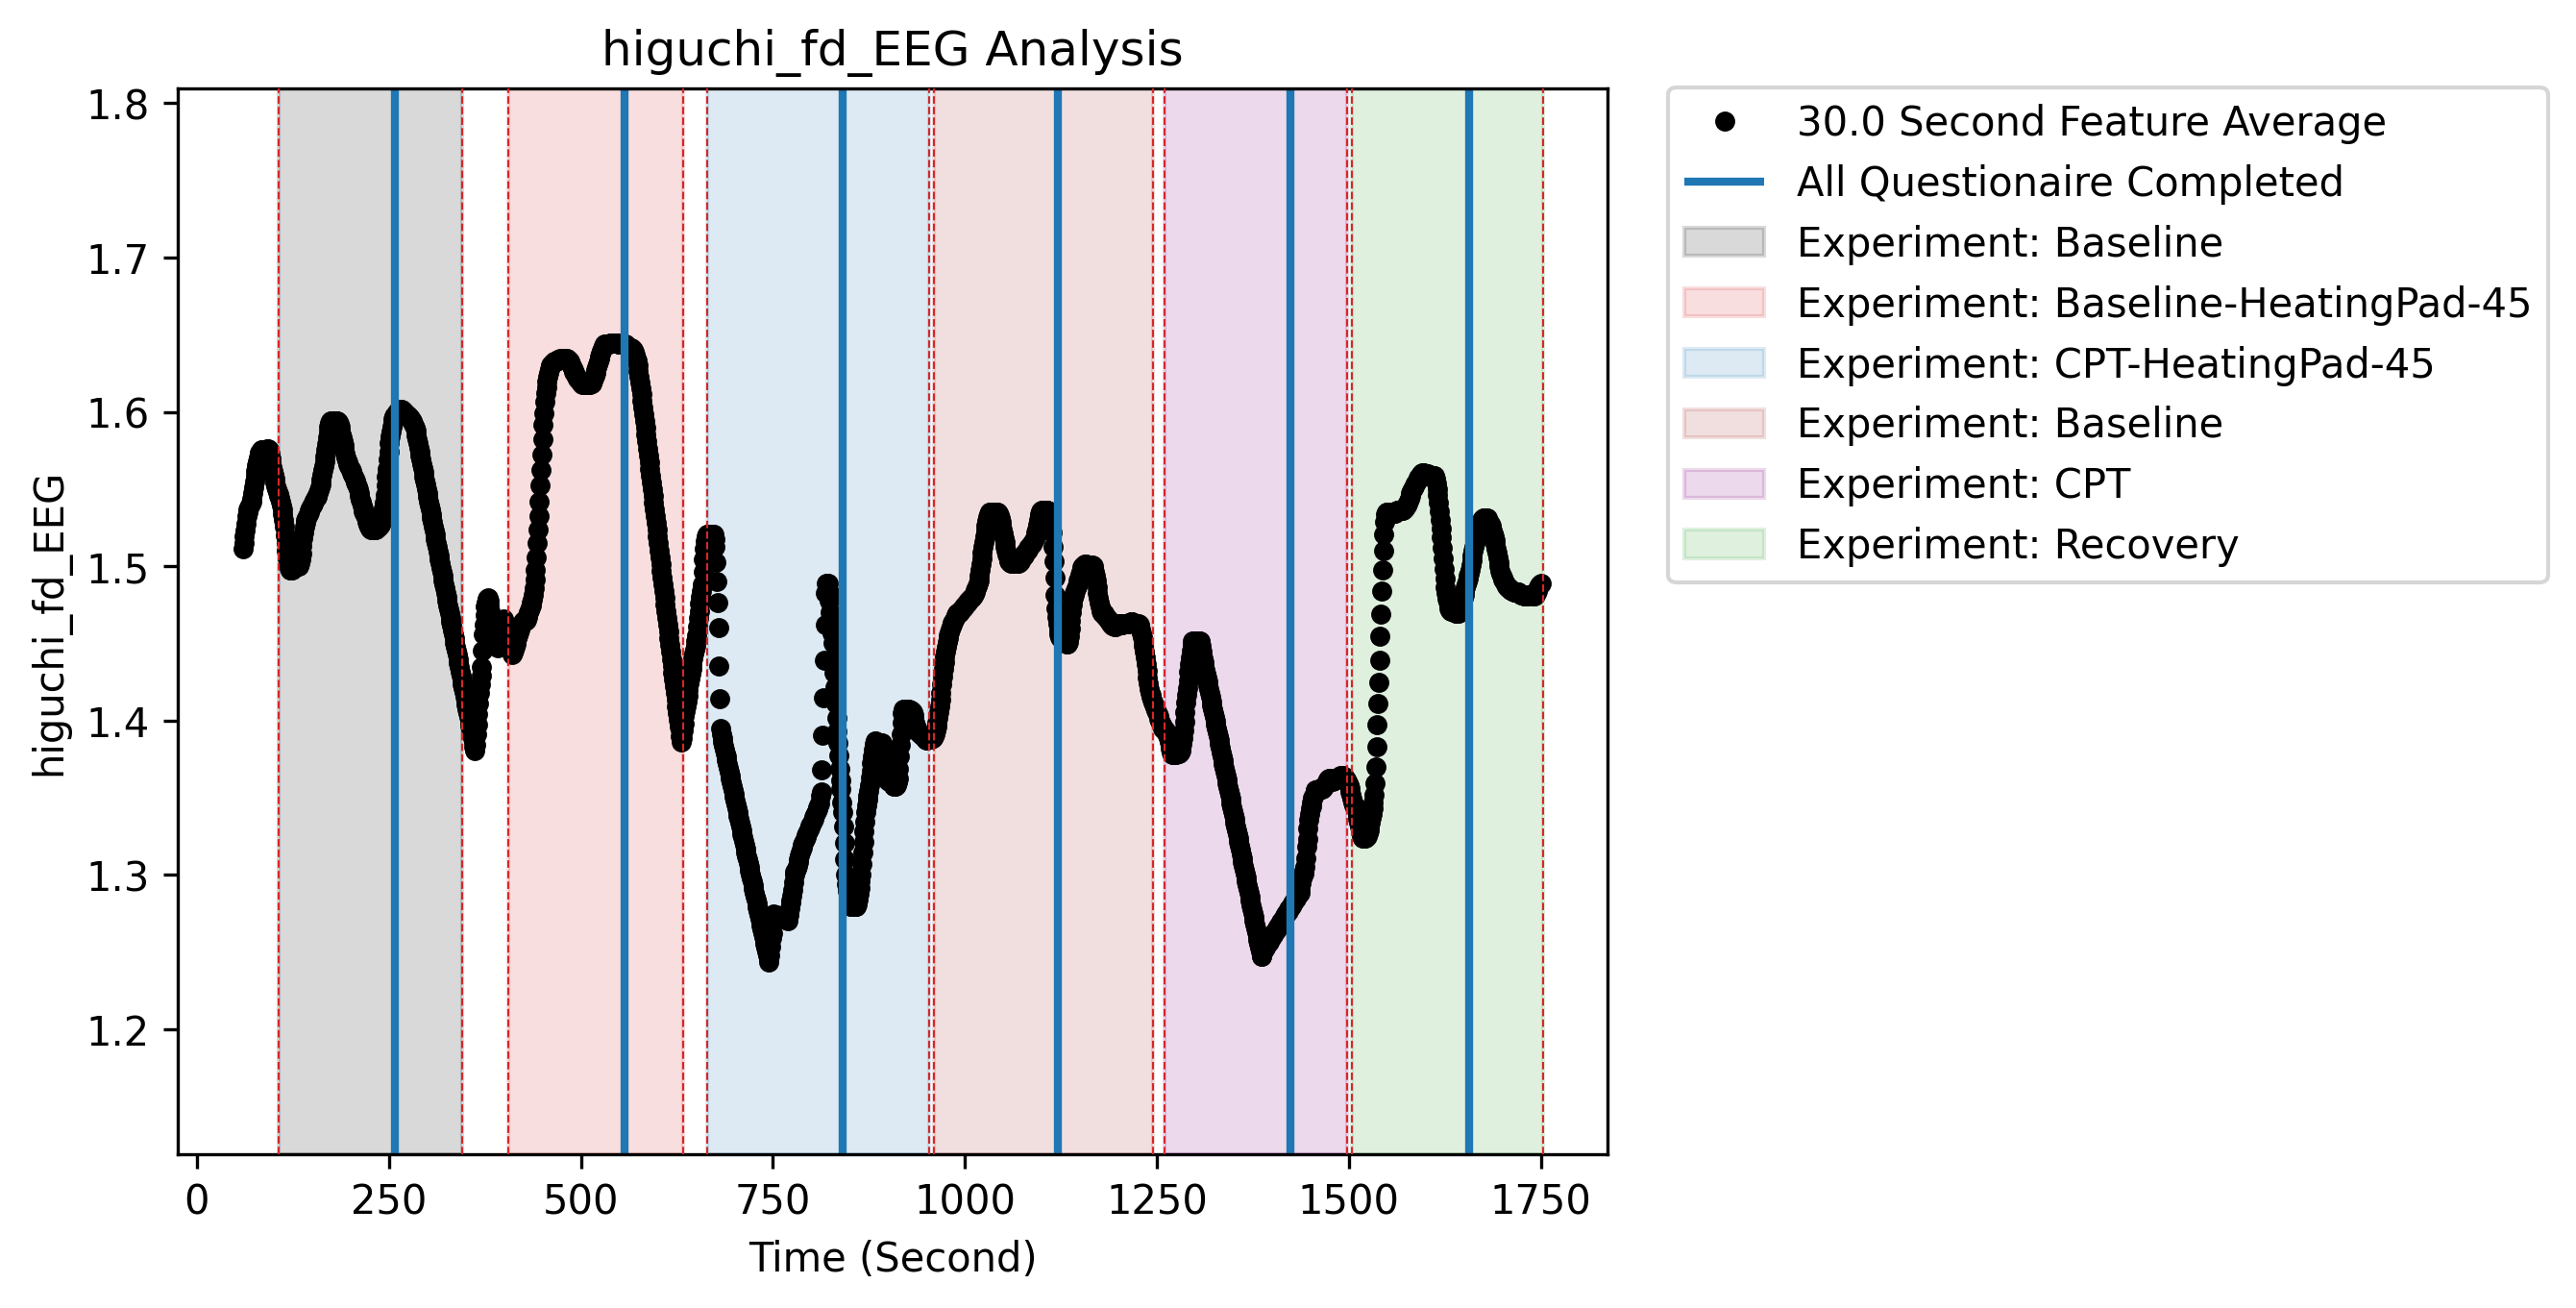 higuchi_fd_EEG Analysis
1.8
1.7
1.6
1.5
1.4
1.3
1.2
higuchi_fd_EEG
0 250 500 750 1000 1250 1500 1750
Time (Second)
30.0 Second Feature Average
All Questionaire Completed
Experiment: Baseline
Experiment: Baseline-HeatingPad-45
Experiment: CPT-HeatingPad-45
Experiment: Baseline
Experiment: CPT
Experiment: Recovery